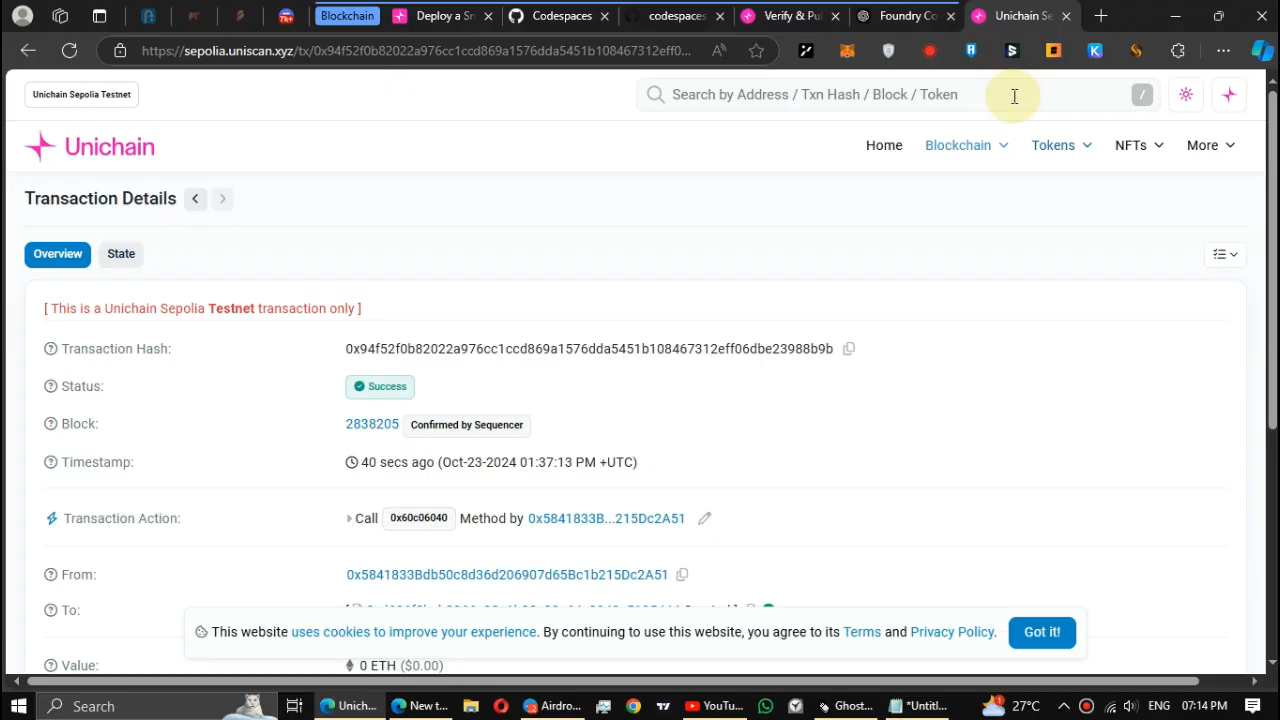 Blockchain
Deploy a Sm
Codespaces
codespaces
Verify & Pul
Foundry Co
Unichain Se
https://sepolia.uniscan.xyz/tx/0x94f52f0b82022a976cc1ccd869a1576dda5451b108467312eff0...
Unichain Sepolia Testnet
Search by Address / Txn Hash / Block / Token
/
Unichain
Home
Blockchain
Tokens
NFTs
More
Transaction Details
Overview
State
[ This is a Unichain Sepolia Testnet transaction only ]
Transaction Hash: 0x94f52f0b82022a976cc1ccd869a1576dda5451b108467312eff06dbe23988b9b
Status: Success
Block: 2838205 Confirmed by Sequencer
Timestamp: 40 secs ago (Oct-23-2024 01:37:13 PM +UTC)
Transaction Action: Call 0x60c06040 Method by 0x5841833B...215Dc2A51
From: 0x5841833Bdb50c8d36d206907d65Bc1b215Dc2A51
To:
This website uses cookies to improve your experience. By continuing to use this website, you agree to its Terms and Privacy Policy.
Got it!
Value: 0 ETH ($0.00)
Search
Unich...
New t...
Airdro...
YouTu...
Ghost...
*Untitl...
27°C
ENG
07:14 PM